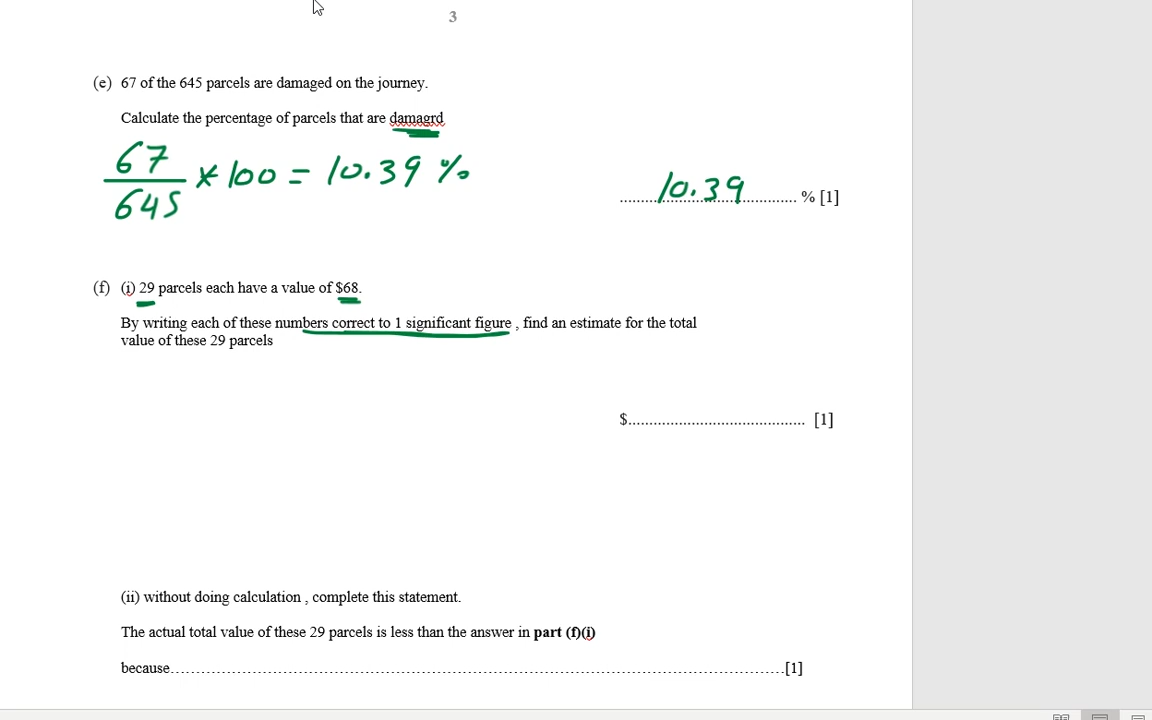 3
(e) 67 of the 645 parcels are damaged on the journey.
Calculate the percentage of parcels that are damagrd
67/645 * 100 = 10.39 %
10.39 % [1]
(f) (i) 29 parcels each have a value of $68.
By writing each of these numbers correct to 1 significant figure , find an estimate for the total
value of these 29 parcels
$.......................................... [1]
(ii) without doing calculation , complete this statement.
The actual total value of these 29 parcels is less than the answer in part (f)(i)
because..........................................................................................................................[1]